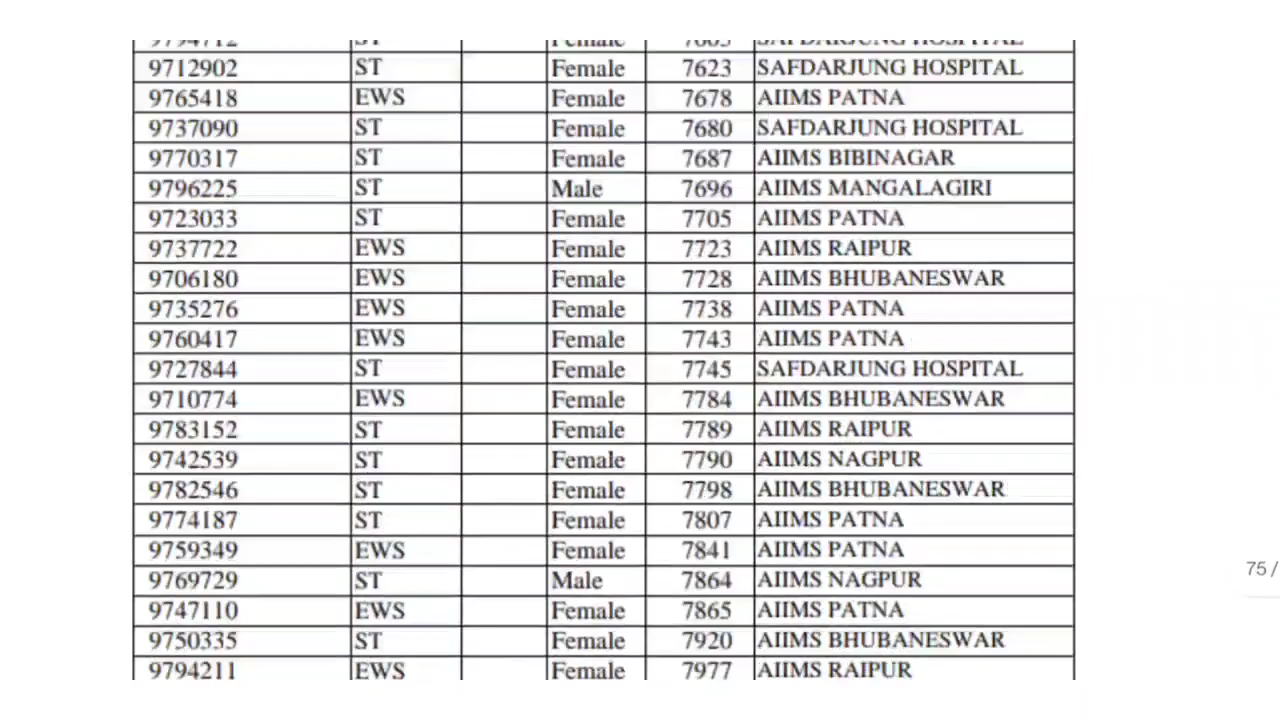 9712902 ST Female 7623 SAFDARJUNG HOSPITAL
9765418 EWS Female 7678 AIIMS PATNA
9737090 ST Female 7680 SAFDARJUNG HOSPITAL
9770317 ST Female 7687 AIIMS BIBINAGAR
9796225 ST Male 7696 AIIMS MANGALAGIRI
9723033 ST Female 7705 AIIMS PATNA
9737722 EWS Female 7723 AIIMS RAIPUR
9706180 EWS Female 7728 AIIMS BHUBANESWAR
9735276 EWS Female 7738 AIIMS PATNA
9760417 EWS Female 7743 AIIMS PATNA
9727844 ST Female 7745 SAFDARJUNG HOSPITAL
9710774 EWS Female 7784 AIIMS BHUBANESWAR
9783152 ST Female 7789 AIIMS RAIPUR
9742539 ST Female 7790 AIIMS NAGPUR
9782546 ST Female 7798 AIIMS BHUBANESWAR
9774187 ST Female 7807 AIIMS PATNA
9759349 EWS Female 7841 AIIMS PATNA
9769729 ST Male 7864 AIIMS NAGPUR
75 /
9747110 EWS Female 7865 AIIMS PATNA
9750335 ST Female 7920 AIIMS BHUBANESWAR
9794211 EWS Female 7977 AIIMS RAIPUR